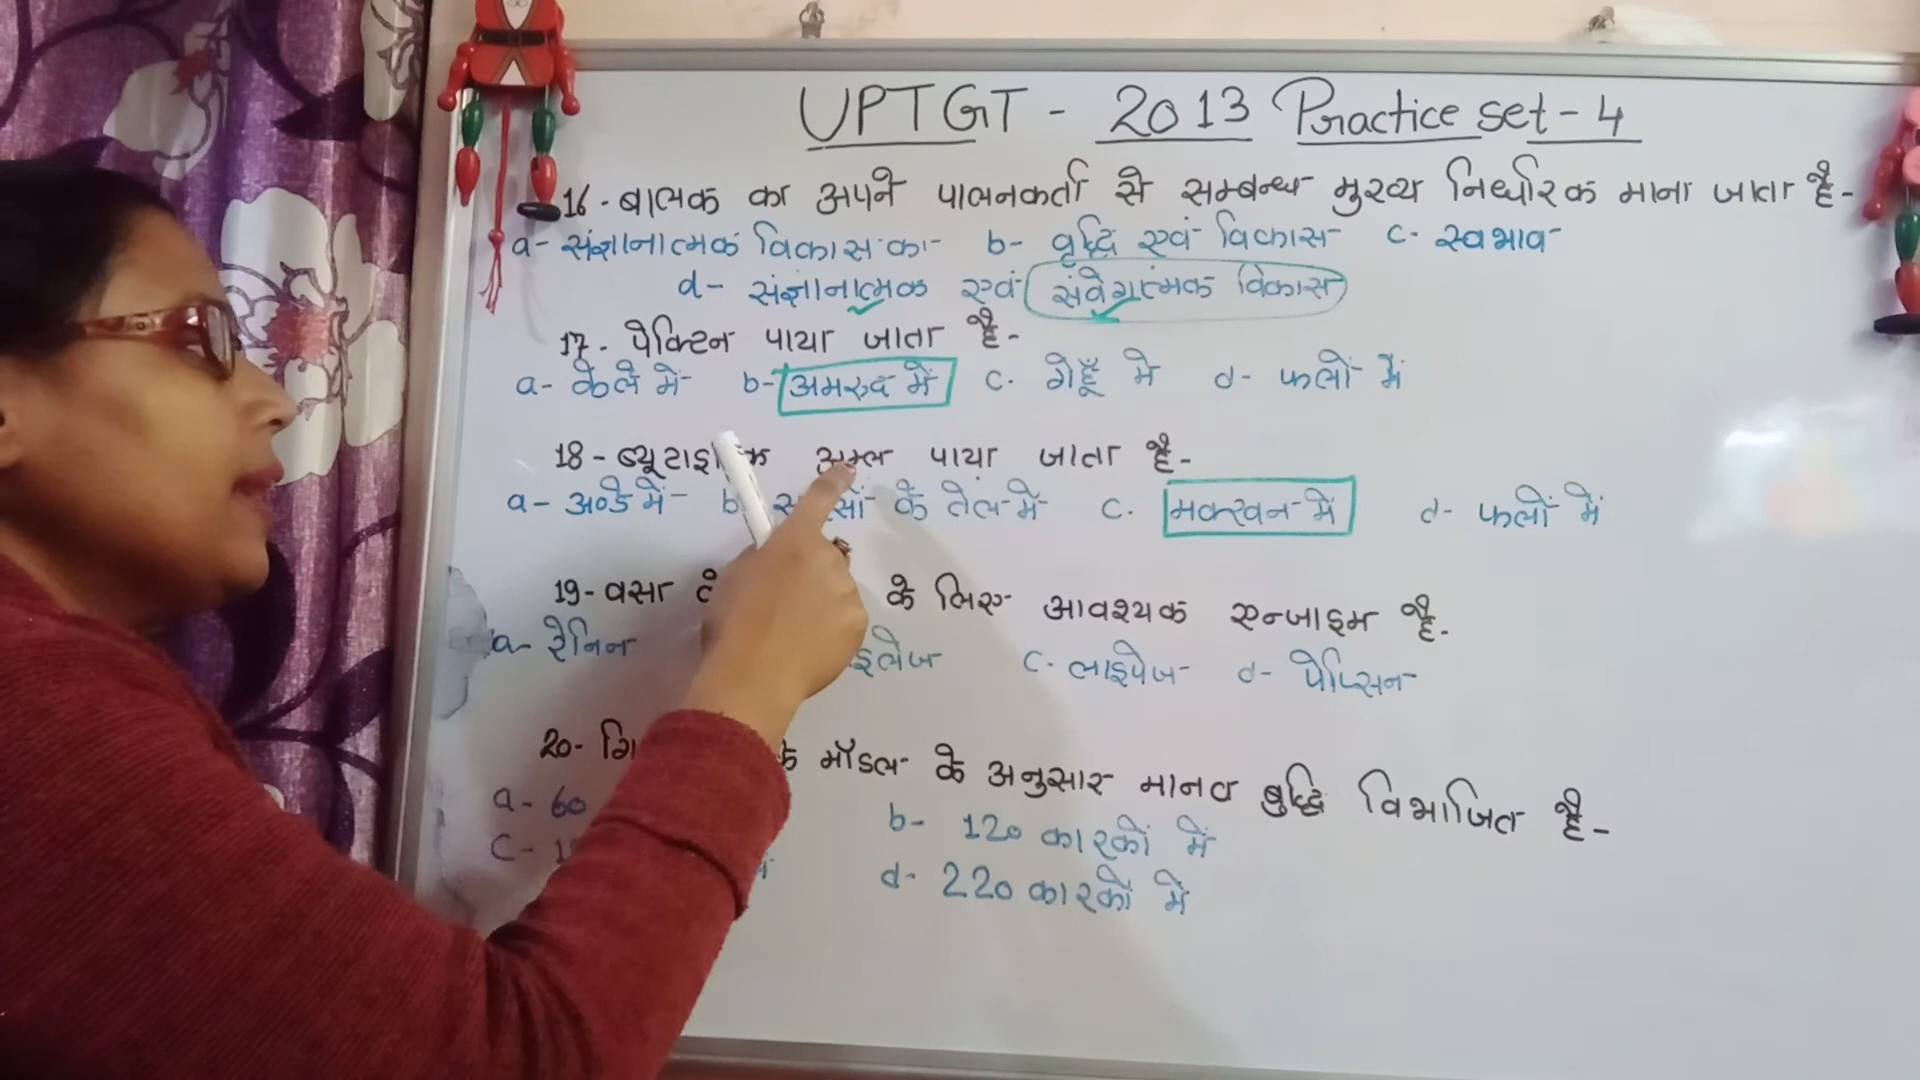 UPTGT - 2013 Practice set - 4
16 - बालक का अपने पालनकर्ता से सम्बन्ध मुख्य निर्धारक माना जाता है -
a - संज्ञानात्मक विकास का - b - वृद्धि एवं विकास - c - स्वभाव -
d - संज्ञानात्मक एवं संवेगात्मक विकास
17 - पेक्टिन पाया जाता है -
a - केले में - b - अमरुद में c. गेहूँ में d - फलों में
18 - ब्यूटाइरिक अम्ल पाया जाता है -
a - अण्डे में - b के तेल में - c. मक्खन में d - फलों में
19 - वसा के लिए आवश्यक एन्जाइम है -
a - रेनिन c. लाइपेज - d - पेप्सिन
20 - के मॉडल के अनुसार मानव बुद्धि विभाजित है -
a - 60 b - 120 कारकों में
c - d - 220 कारकों में